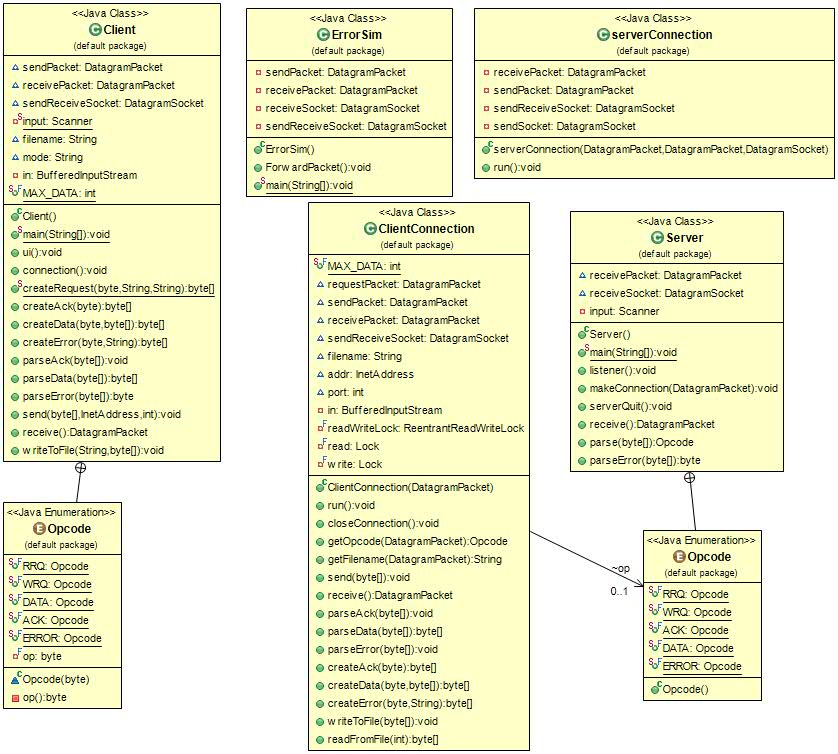 <<Java Class>>
Client
(default package)
sendPacket: DatagramPacket
receivePacket: DatagramPacket
sendReceiveSocket: DatagramSocket
input: Scanner
filename: String
mode: String
in: BufferedInputStream
MAX_DATA: int
Client()
main(String[]):void
ui():void
connection():void
createRequest(byte,String,String):byte[]
createAck(byte):byte[]
createData(byte,byte[]):byte[]
createError(byte,String):byte[]
parseAck(byte[]):void
parseData(byte[]):byte[]
parseError(byte[]):byte
send(byte[],InetAddress,int):void
receive():DatagramPacket
writeToFile(String,byte[]):void
<<Java Class>>
ErrorSim
(default package)
sendPacket: DatagramPacket
receivePacket: DatagramPacket
receiveSocket: DatagramSocket
sendReceiveSocket: DatagramSocket
ErrorSim()
ForwardPacket():void
main(String[]):void
<<Java Class>>
serverConnection
(default package)
receivePacket: DatagramPacket
sendPacket: DatagramPacket
sendReceiveSocket: DatagramSocket
sendSocket: DatagramSocket
serverConnection(DatagramPacket,DatagramPacket,DatagramSocket)
run():void
<<Java Class>>
ClientConnection
(default package)
MAX_DATA: int
requestPacket: DatagramPacket
sendPacket: DatagramPacket
receivePacket: DatagramPacket
sendReceiveSocket: DatagramSocket
filename: String
addr: InetAddress
port: int
in: BufferedInputStream
readWriteLock: ReentrantReadWriteLock
read: Lock
write: Lock
ClientConnection(DatagramPacket)
run():void
closeConnection():void
getOpcode(DatagramPacket):Opcode
getFilename(DatagramPacket):String
send(byte[]):void
receive():DatagramPacket
parseAck(byte[]):void
parseData(byte[]):byte[]
parseError(byte[]):void
createAck(byte):byte[]
createData(byte,byte[]):byte[]
createError(byte,String):byte[]
writeToFile(byte[]):void
readFromFile(int):byte[]
<<Java Class>>
Server
(default package)
receivePacket: DatagramPacket
receiveSocket: DatagramSocket
input: Scanner
Server()
main(String[]):void
listener():void
makeConnection(DatagramPacket):void
serverQuit():void
receive():DatagramPacket
parse(byte[]):Opcode
parseError(byte[]):byte
<<Java Enumeration>>
Opcode
(default package)
RRQ: Opcode
WRQ: Opcode
DATA: Opcode
ACK: Opcode
ERROR: Opcode
op: byte
Opcode(byte)
op():byte
~op
0..1
<<Java Enumeration>>
Opcode
(default package)
RRQ: Opcode
WRQ: Opcode
ACK: Opcode
DATA: Opcode
ERROR: Opcode
Opcode()